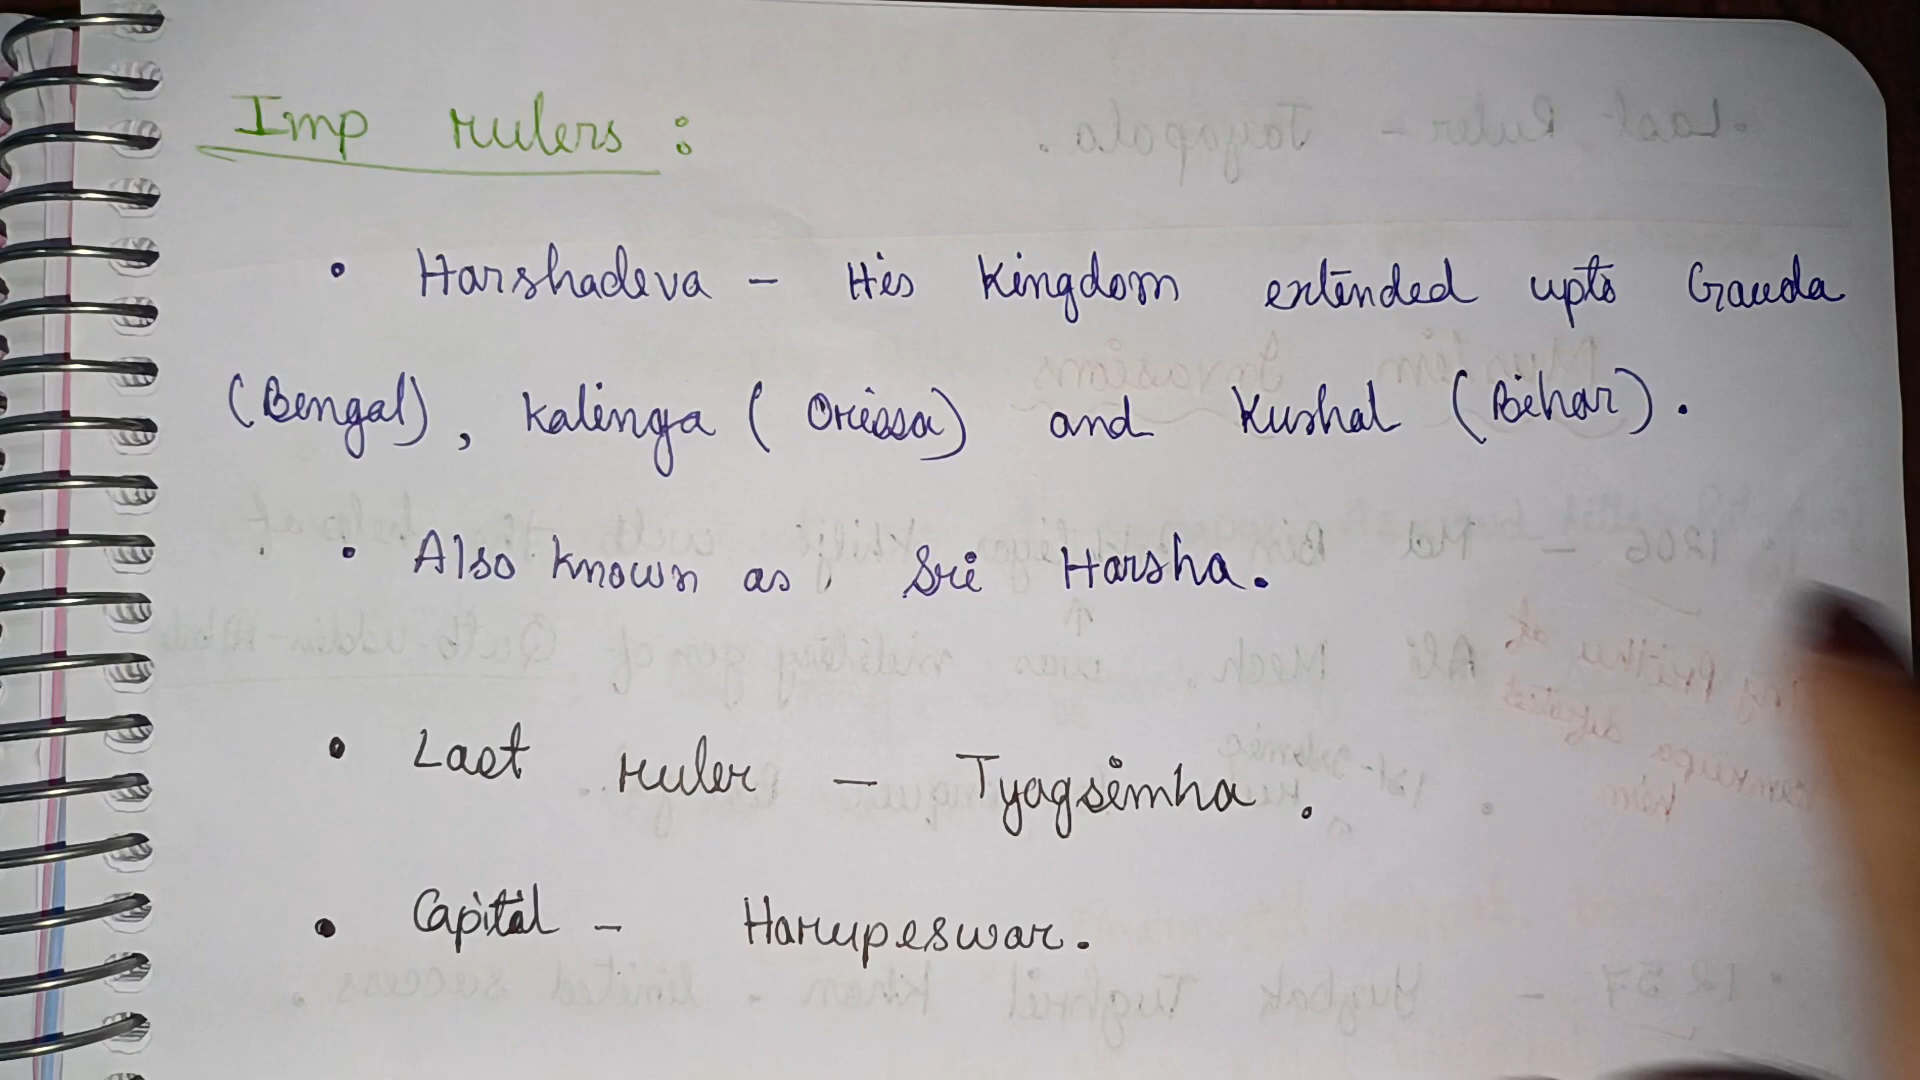 Imp rulers :
• Harshadeva - His Kingdom extended upto Gauda
(Bengal), Kalinga (Orissa) and Kushal (Bihar).
• Also known as Sri Harsha.
• Last ruler - Tyagsimha.
• Capital - Harupeswar.